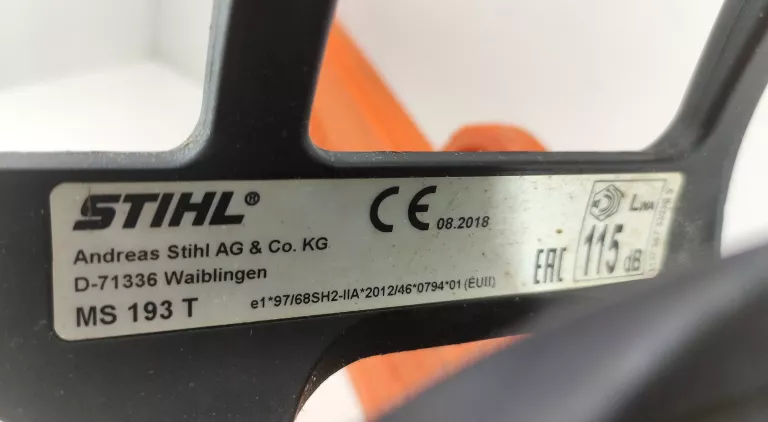 STIHL®
Andreas Stihl AG & Co. KG
D-71336 Waiblingen
MS 193 T
CE 08.2018
e1*97/68SH2-IIA*2012/46*0794*01 (EUII)
EAC
LWA
115
dB